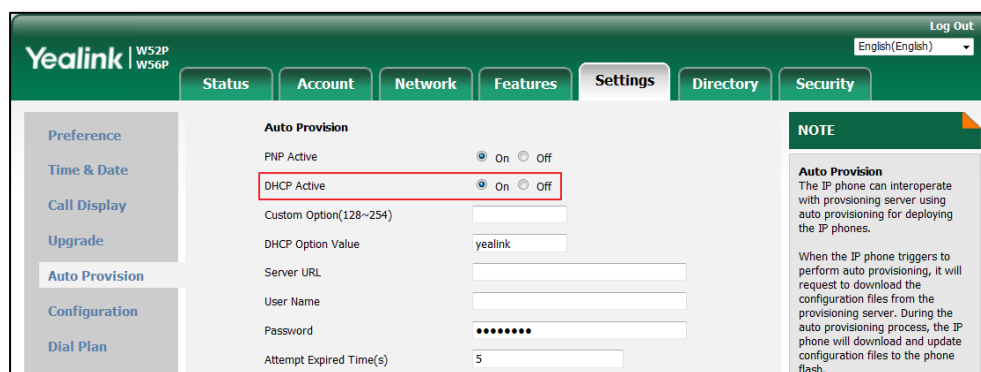 Log Out
Yealink | W52P
W56P
English(English)
Status Account Network Features Settings Directory Security
Preference
Time & Date
Call Display
Upgrade
Auto Provision
Configuration
Dial Plan
Auto Provision
PNP Active On Off
DHCP Active On Off
Custom Option(128~254)
DHCP Option Value yealink
Server URL
User Name
Password ••••••••
Attempt Expired Time(s) 5
NOTE
Auto Provision
The IP phone can interoperate
with provsioning server using
auto provisioning for deploying
the IP phones.
When the IP phone triggers to
perform auto provisioning, it will
request to download the
configuration files from the
provisioning server. During the
auto provisioning process, the IP
phone will download and update
configuration files to the phone
flash.